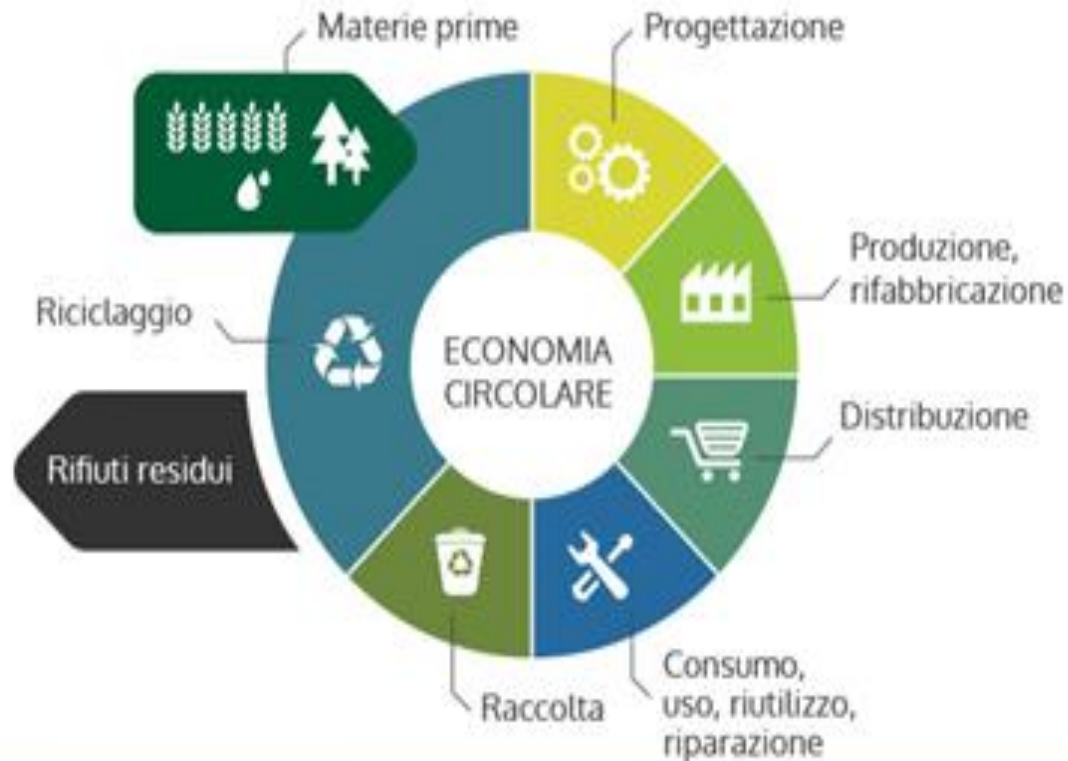 Materie prime
Progettazione
Produzione,
rifabbricazione
Riciclaggio
ECONOMIA
CIRCOLARE
Distribuzione
Rifiuti residui
Consumo,
uso, riutilizzo,
riparazione
Raccolta